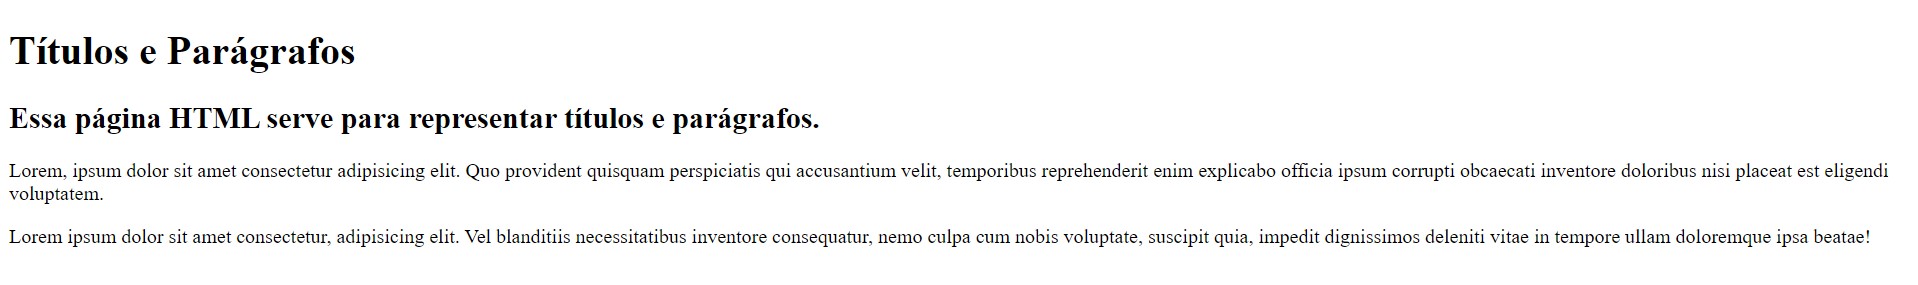 Títulos e Parágrafos
Essa página HTML serve para representar títulos e parágrafos.
Lorem, ipsum dolor sit amet consectetur adipisicing elit. Quo provident quisquam perspiciatis qui accusantium velit, temporibus reprehenderit enim explicabo officia ipsum corrupti obcaecati inventore doloribus nisi placeat est eligendi
voluptatem.
Lorem ipsum dolor sit amet consectetur, adipisicing elit. Vel blanditiis necessitatibus inventore consequatur, nemo culpa cum nobis voluptate, suscipit quia, impedit dignissimos deleniti vitae in tempore ullam doloremque ipsa beatae!